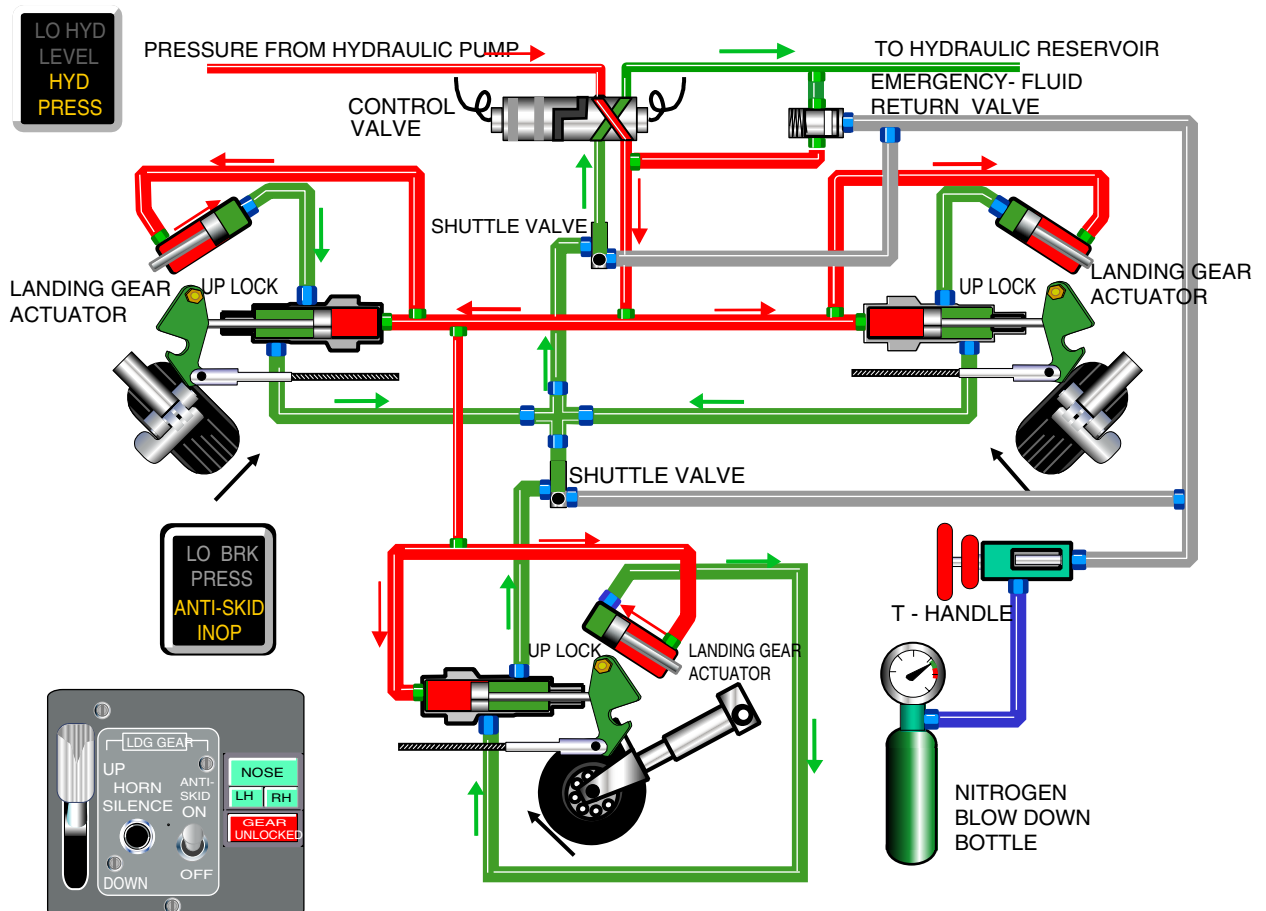 LO HYD
LEVEL
HYD
PRESS
PRESSURE FROM HYDRAULIC PUMP
TO HYDRAULIC RESERVOIR
CONTROL
VALVE
EMERGENCY- FLUID
RETURN VALVE
SHUTTLE VALVE
LANDING GEAR
ACTUATOR
UP LOCK
UP LOCK
LANDING GEAR
ACTUATOR
SHUTTLE VALVE
LO BRK
PRESS
ANTI-SKID
INOP
T - HANDLE
UP LOCK
LANDING GEAR
ACTUATOR
LDG GEAR
UP
HORN
SILENCE
ANTI-
SKID
ON
OFF
DOWN
NOSE
LH
RH
GEAR
UNLOCKED
NITROGEN
BLOW DOWN
BOTTLE